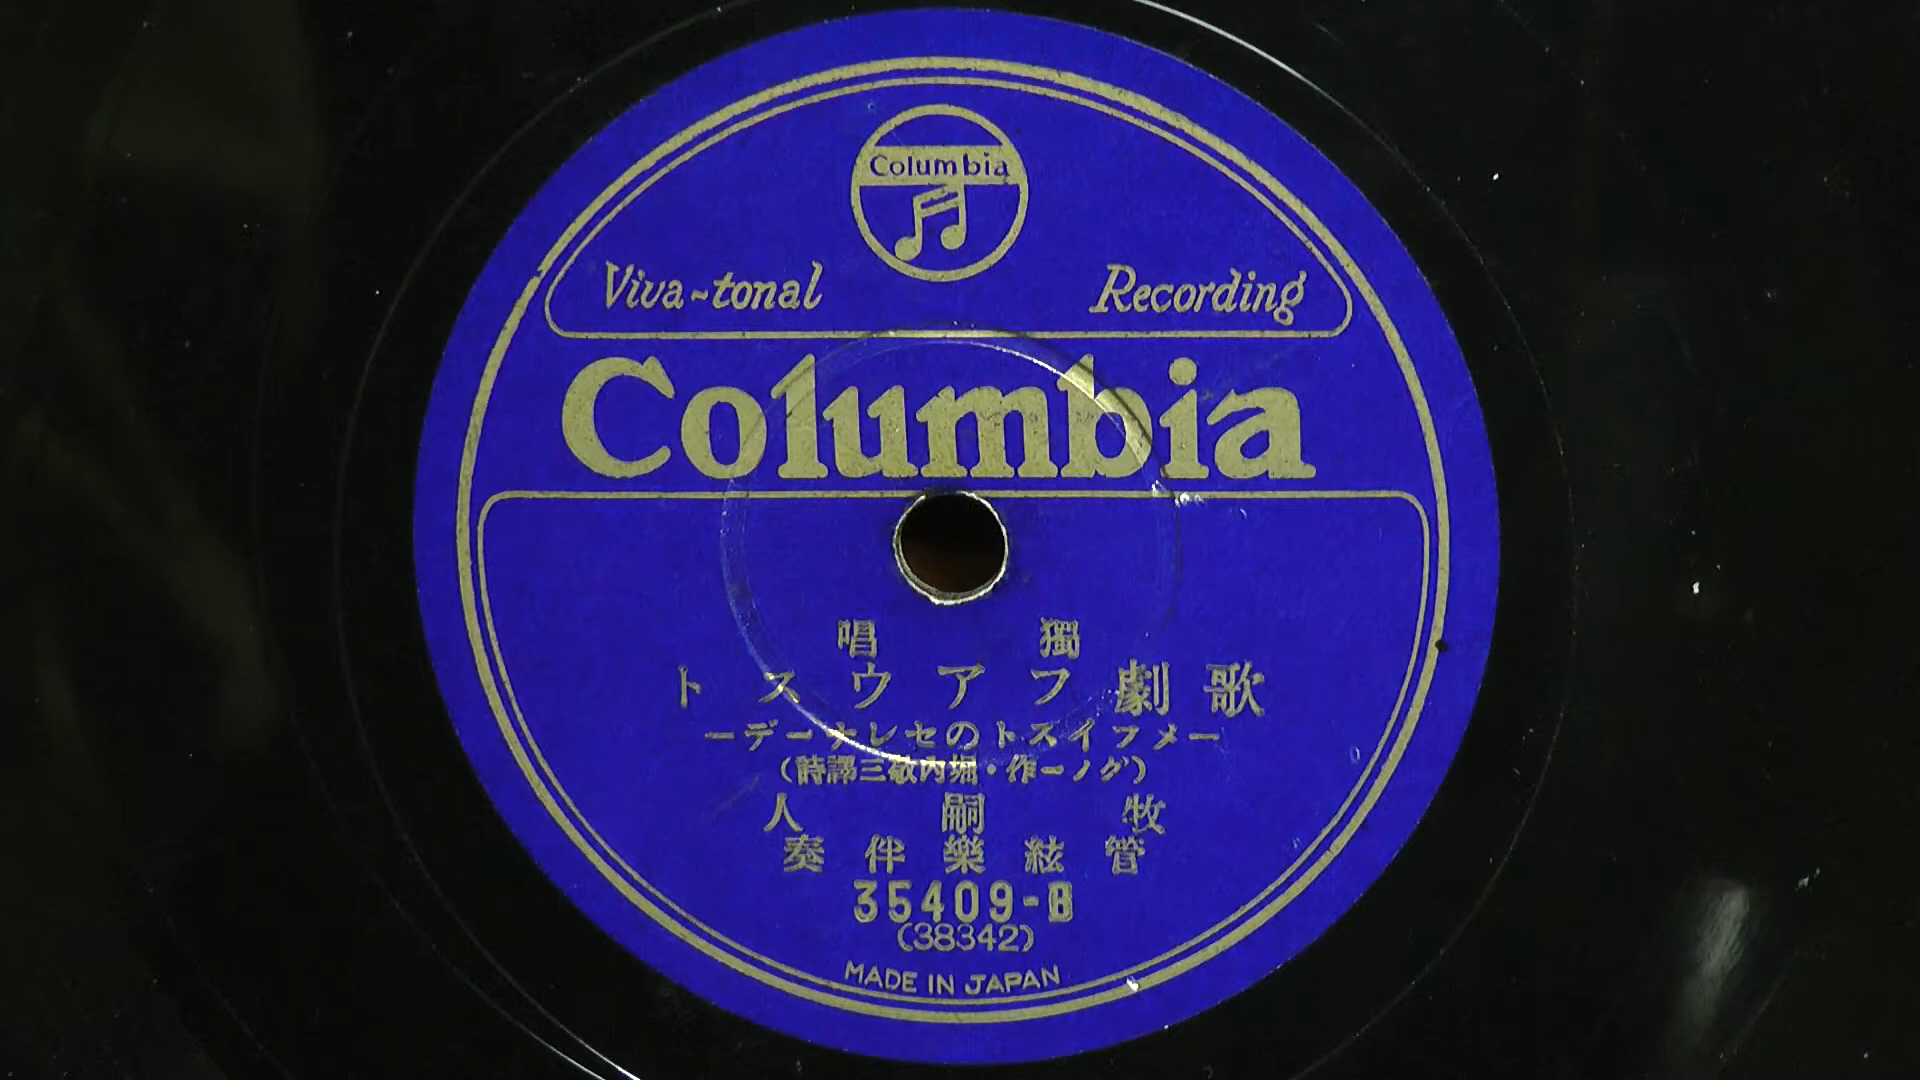 Columbia
Viva-tonal Recording
Columbia
獨唱
歌劇ファウスト
ーメフイストのセレナーデー
(グノー作・堀内敬三譯詩)
牧嗣人
管絃樂伴奏
35409-B
(38342)
MADE IN JAPAN